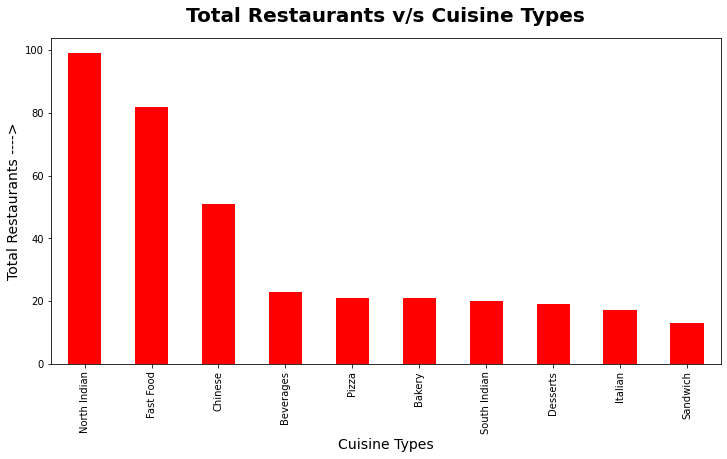 Total Restaurants v/s Cuisine Types
Total Restaurants ---->
100
80
60
40
20
0
North Indian
Fast Food
Chinese
Beverages
Pizza
Bakery
South Indian
Desserts
Italian
Sandwich
Cuisine Types